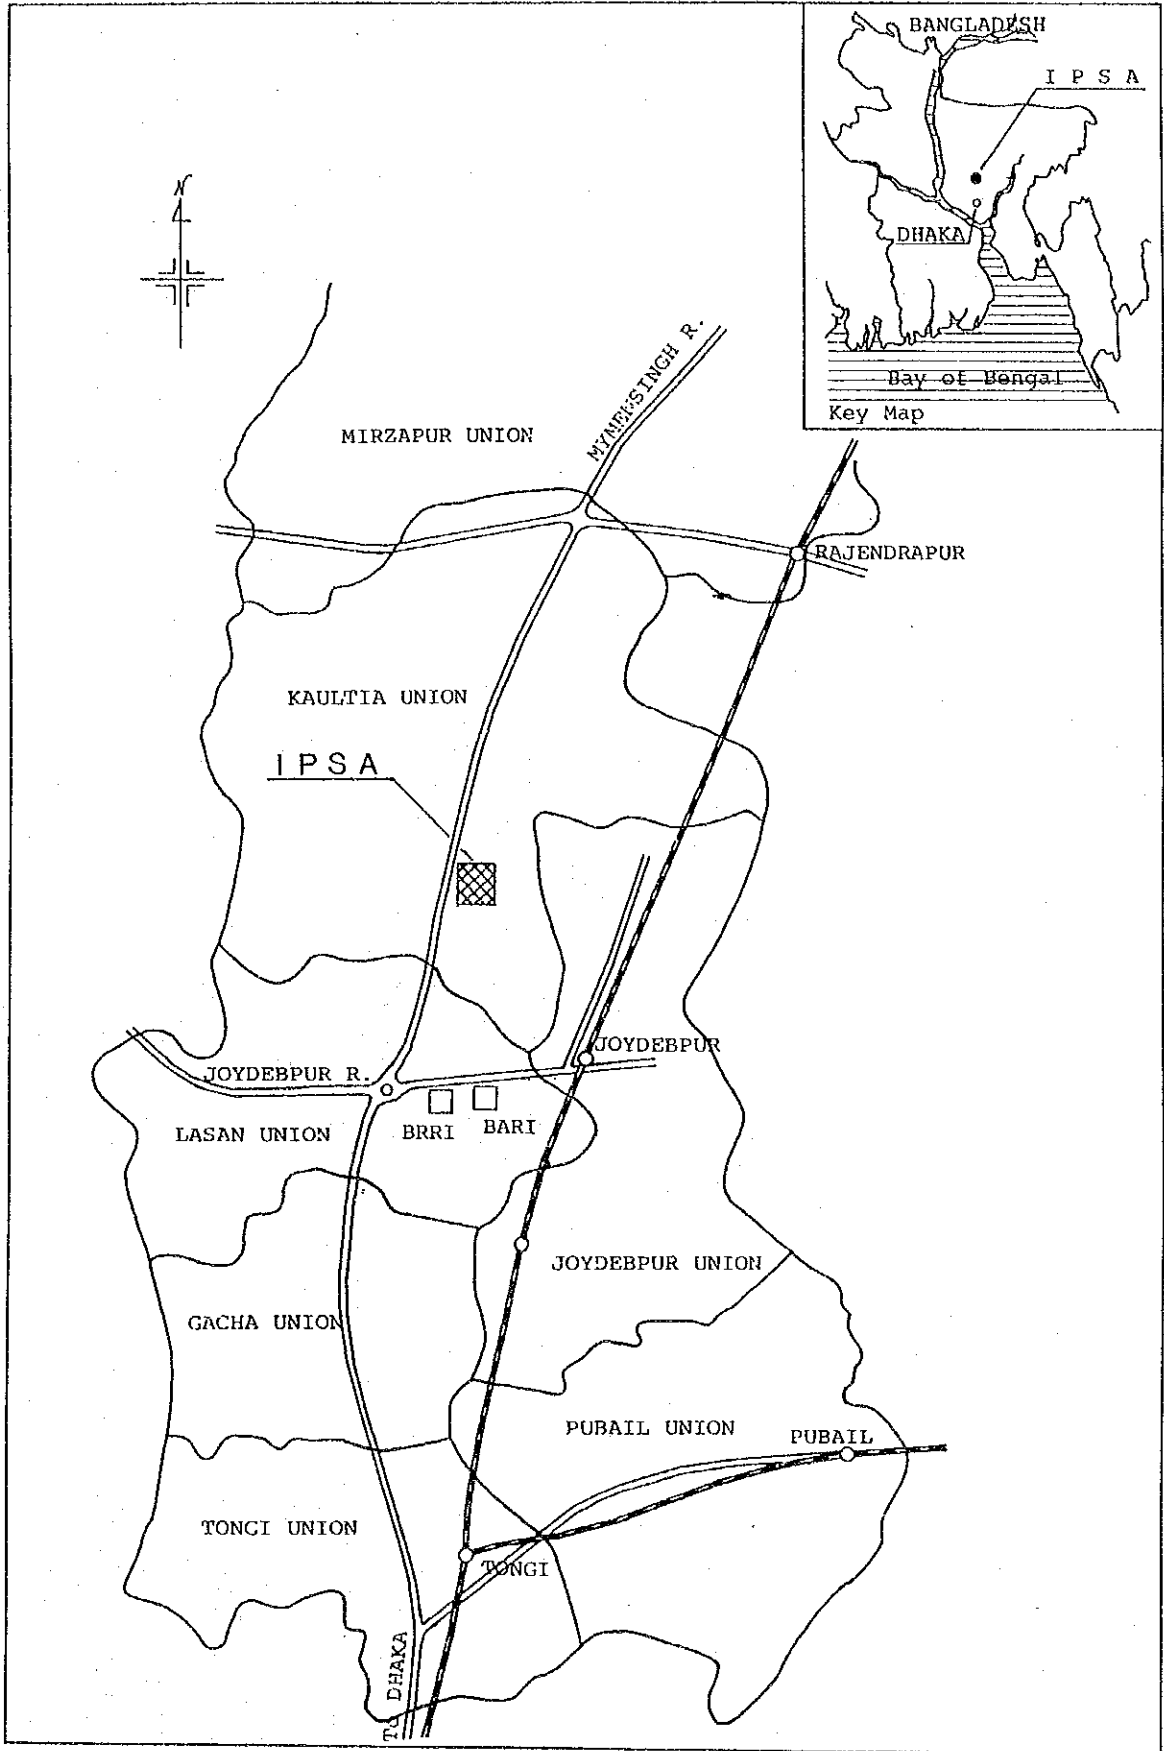 BANGLADESH
I P S A
DHAKA
Bay of Bengal
Key Map
N
MYMENSINGH R.
MIRZAPUR UNION
RAJENDRAPUR
KAULTIA UNION
I P S A
JOYDEBPUR
JOYDEBPUR R.
BRRI
BARI
LASAN UNION
JOYDEBPUR UNION
GACHA UNION
PUBAIL UNION
PUBAIL
TONGI UNION
TONGI
To DHAKA